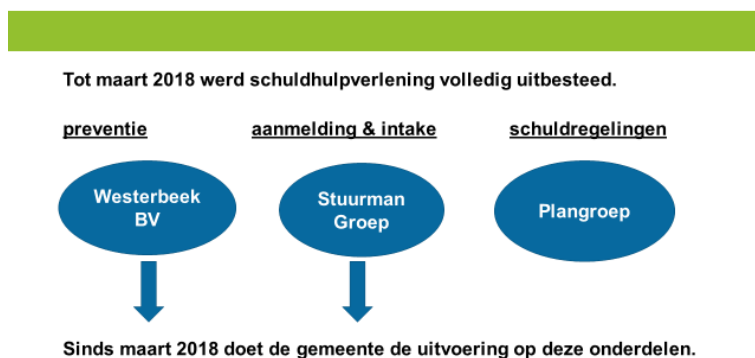 Tot maart 2018 werd schuldhulpverlening volledig uitbesteed.
preventie aanmelding & intake schuldregelingen
Westerbeek
BV
Stuurman
Groep
Plangroep
Sinds maart 2018 doet de gemeente de uitvoering op deze onderdelen.